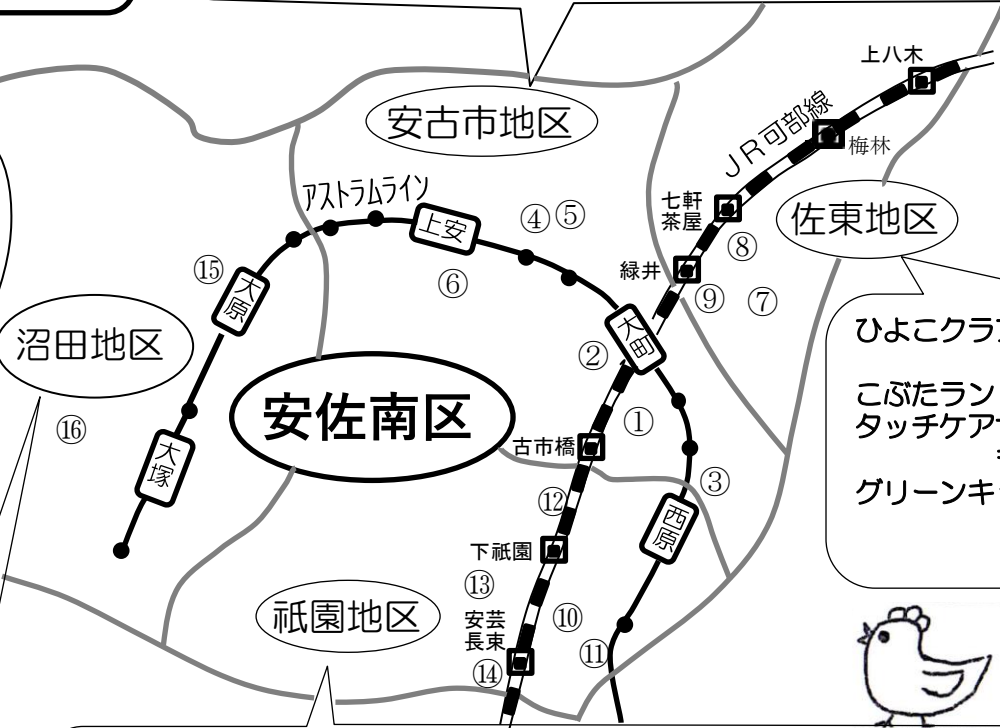 上八木
安古市地区
JR可部線
梅林
アストラムライン
七軒
茶屋
佐東地区
上安
④ ⑤
⑧
⑮
⑥
緑井
⑨ ⑦
大原
大町
ひよこクラ
沼田地区
②
こぶたラン
安佐南区
①
タッチケア
⑯
古市橋
大塚
③
グリーンキ
⑫
西原
下祇園
⑬
祇園地区
安芸
長束
⑩
⑪
⑭